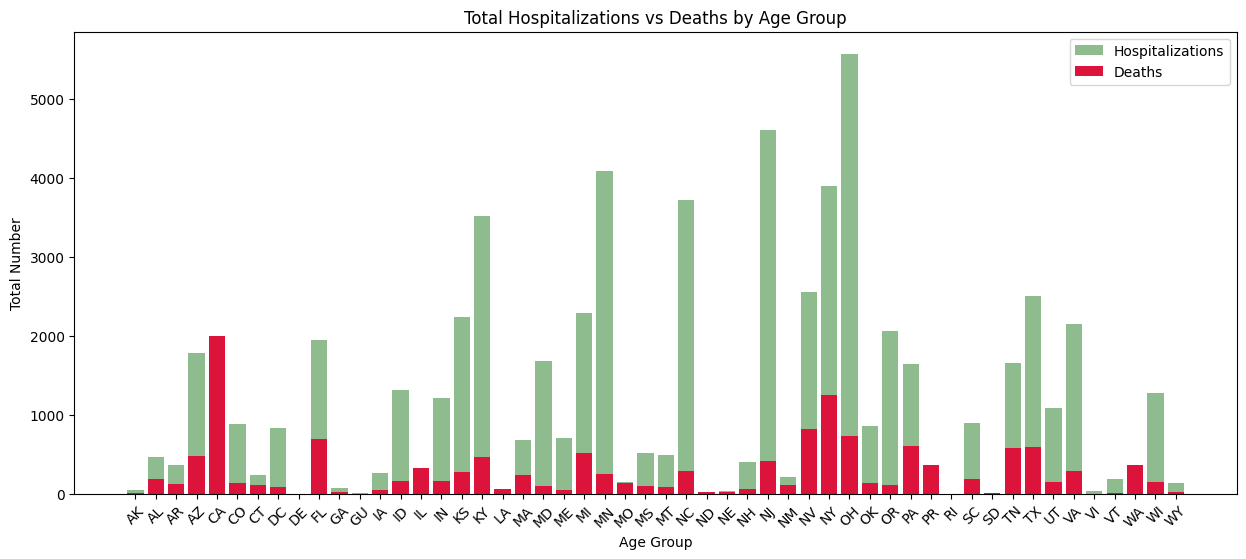 Total Hospitalizations vs Deaths by Age Group
Hospitalizations
Deaths
Total Number
5000
4000
3000
2000
1000
0
AK AL AR AZ CA CO CT DC DE FL GA GU IA ID IL IN KS KY LA MA MD ME MI MN MO MS MT NC ND NE NH NJ NM NV NY OH OK OR PA PR RI SC SD TN TX UT VA VI VT WA WI WY
Age Group